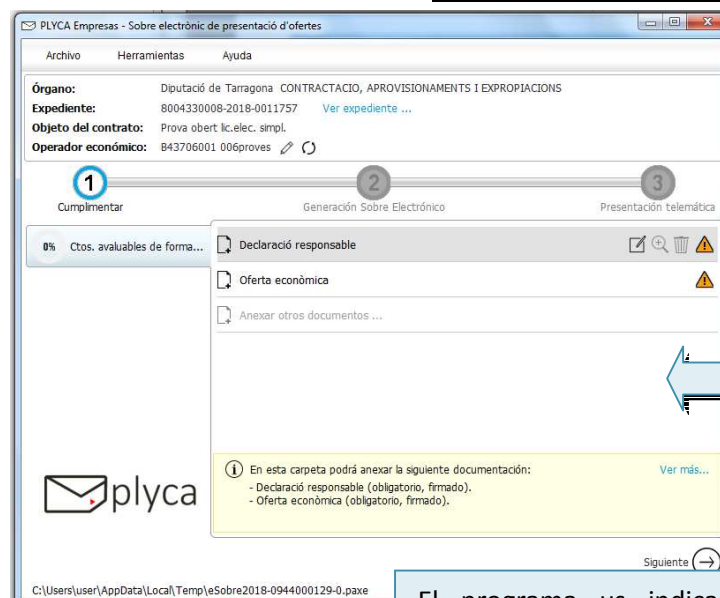 PLYCA Empresas - Sobre electrònic de presentació d'ofertes
Archivo Herramientas Ayuda
Órgano: Diputació de Tarragona CONTRACTACIO, APROVISIONAMENTS I EXPROPIACIONS
Expediente: 8004330008-2018-0011757 Ver expediente ...
Objeto del contrato: Prova obert lic.elec. simpl.
Operador económico: B43706001 006proves
1 2 3
Cumplimentar Generación Sobre Electrónico Presentación telemática
0% Ctos. avaluables de forma...
Declaració responsable
Oferta econòmica
Anexar otros documentos ...
En esta carpeta podrá anexar la siguiente documentación: Ver más...
- Declaració responsable (obligatorio, firmado).
- Oferta econòmica (obligatorio, firmado).
plyca
Siguiente
C:\Users\user\AppData\Local\Temp\eSobre2018-0944000129-0.paxe
El programa us indica